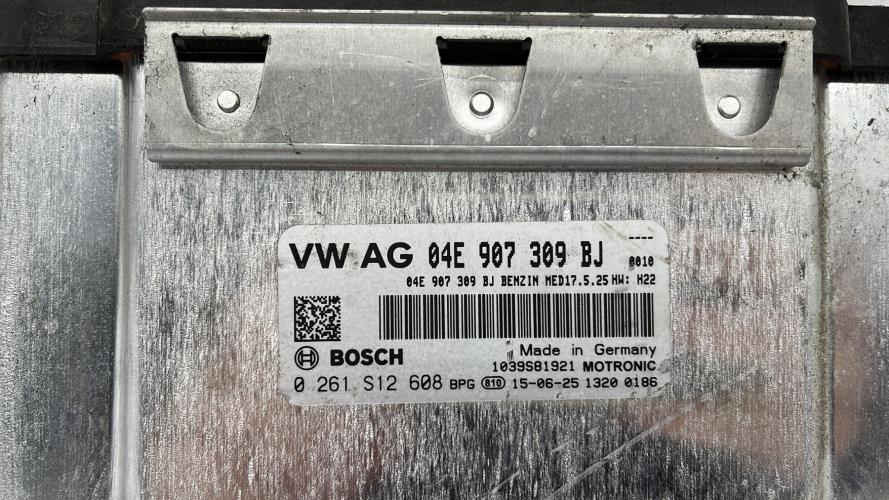 VW AG 04E 907 309 BJ ----
0010
04E 907 309 BJ BENZIN MED17.5.25 HW: H22
BOSCH Made in Germany
1039S81921 MOTRONIC
0 261 S12 608 BPG 810 15-06-25 1320 0186